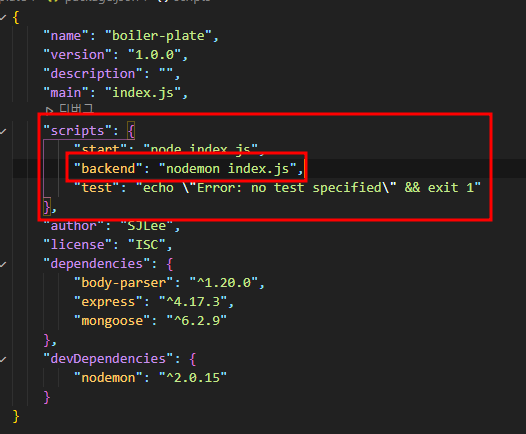 plate > package.json > {} scripts
{
"name": "boiler-plate",
"version": "1.0.0",
"description": "",
"main": "index.js",
▷ 디버그
"scripts": {
"start": "node index.js",
"backend": "nodemon index.js",
"test": "echo \"Error: no test specified\" && exit 1"
},
"author": "SJLee",
"license": "ISC",
"dependencies": {
"body-parser": "^1.20.0",
"express": "^4.17.3",
"mongoose": "^6.2.9"
},
"devDependencies": {
"nodemon": "^2.0.15"
}
}